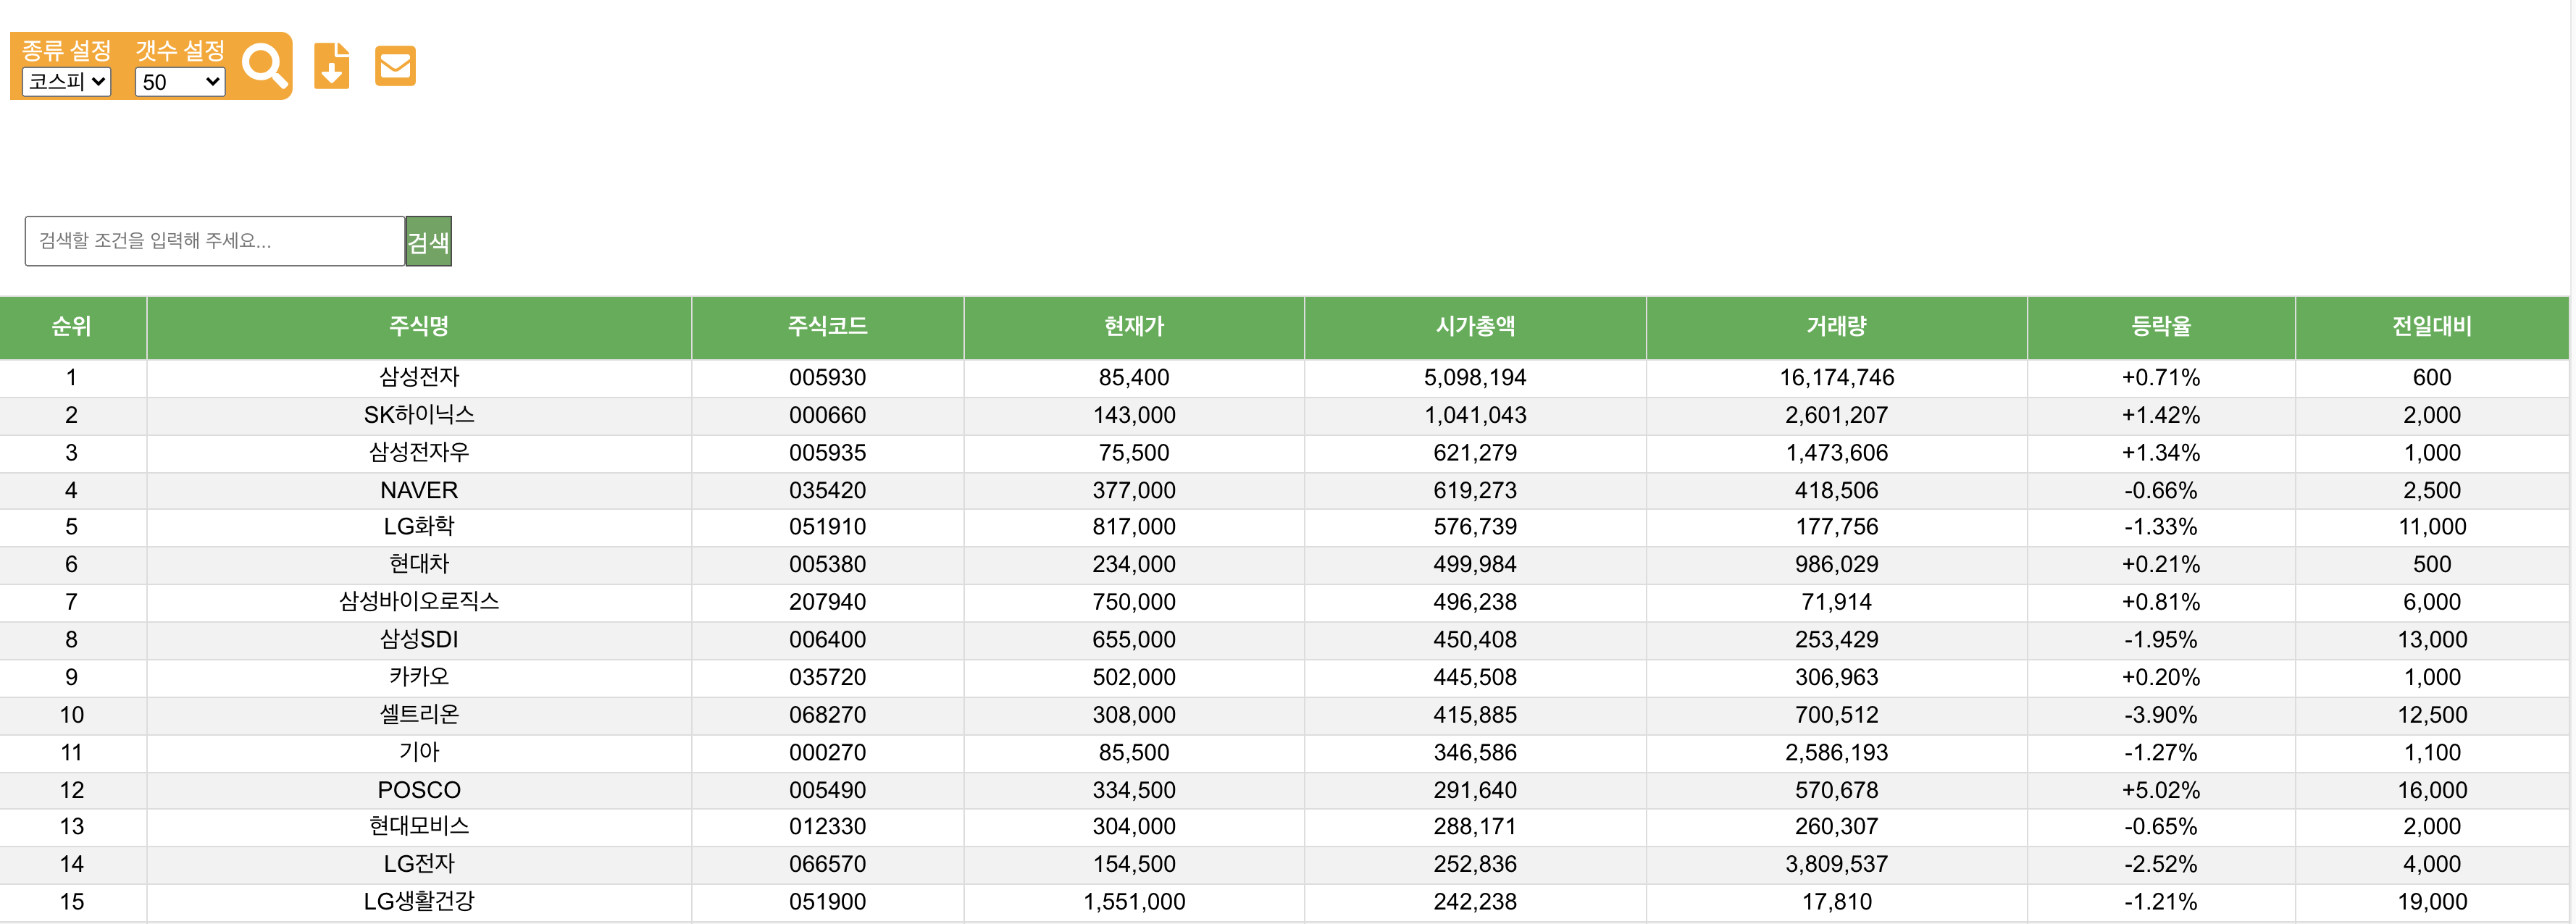 종류 설정 갯수 설정
코스피 50
검색할 조건을 입력해 주세요... 검색
순위 주식명 주식코드 현재가 시가총액 거래량 등락율 전일대비
1 삼성전자 005930 85,400 5,098,194 16,174,746 +0.71% 600
2 SK하이닉스 000660 143,000 1,041,043 2,601,207 +1.42% 2,000
3 삼성전자우 005935 75,500 621,279 1,473,606 +1.34% 1,000
4 NAVER 035420 377,000 619,273 418,506 -0.66% 2,500
5 LG화학 051910 817,000 576,739 177,756 -1.33% 11,000
6 현대차 005380 234,000 499,984 986,029 +0.21% 500
7 삼성바이오로직스 207940 750,000 496,238 71,914 +0.81% 6,000
8 삼성SDI 006400 655,000 450,408 253,429 -1.95% 13,000
9 카카오 035720 502,000 445,508 306,963 +0.20% 1,000
10 셀트리온 068270 308,000 415,885 700,512 -3.90% 12,500
11 기아 000270 85,500 346,586 2,586,193 -1.27% 1,100
12 POSCO 005490 334,500 291,640 570,678 +5.02% 16,000
13 현대모비스 012330 304,000 288,171 260,307 -0.65% 2,000
14 LG전자 066570 154,500 252,836 3,809,537 -2.52% 4,000
15 LG생활건강 051900 1,551,000 242,238 17,810 -1.21% 19,000